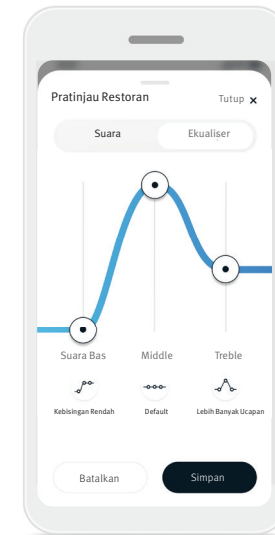 Pratinjau Restoran
Tutup ×
Suara
Ekualiser
Suara Bas
Middle
Treble
Kebisingan Rendah
Default
Lebih Banyak Ucapan
Batalkan
Simpan